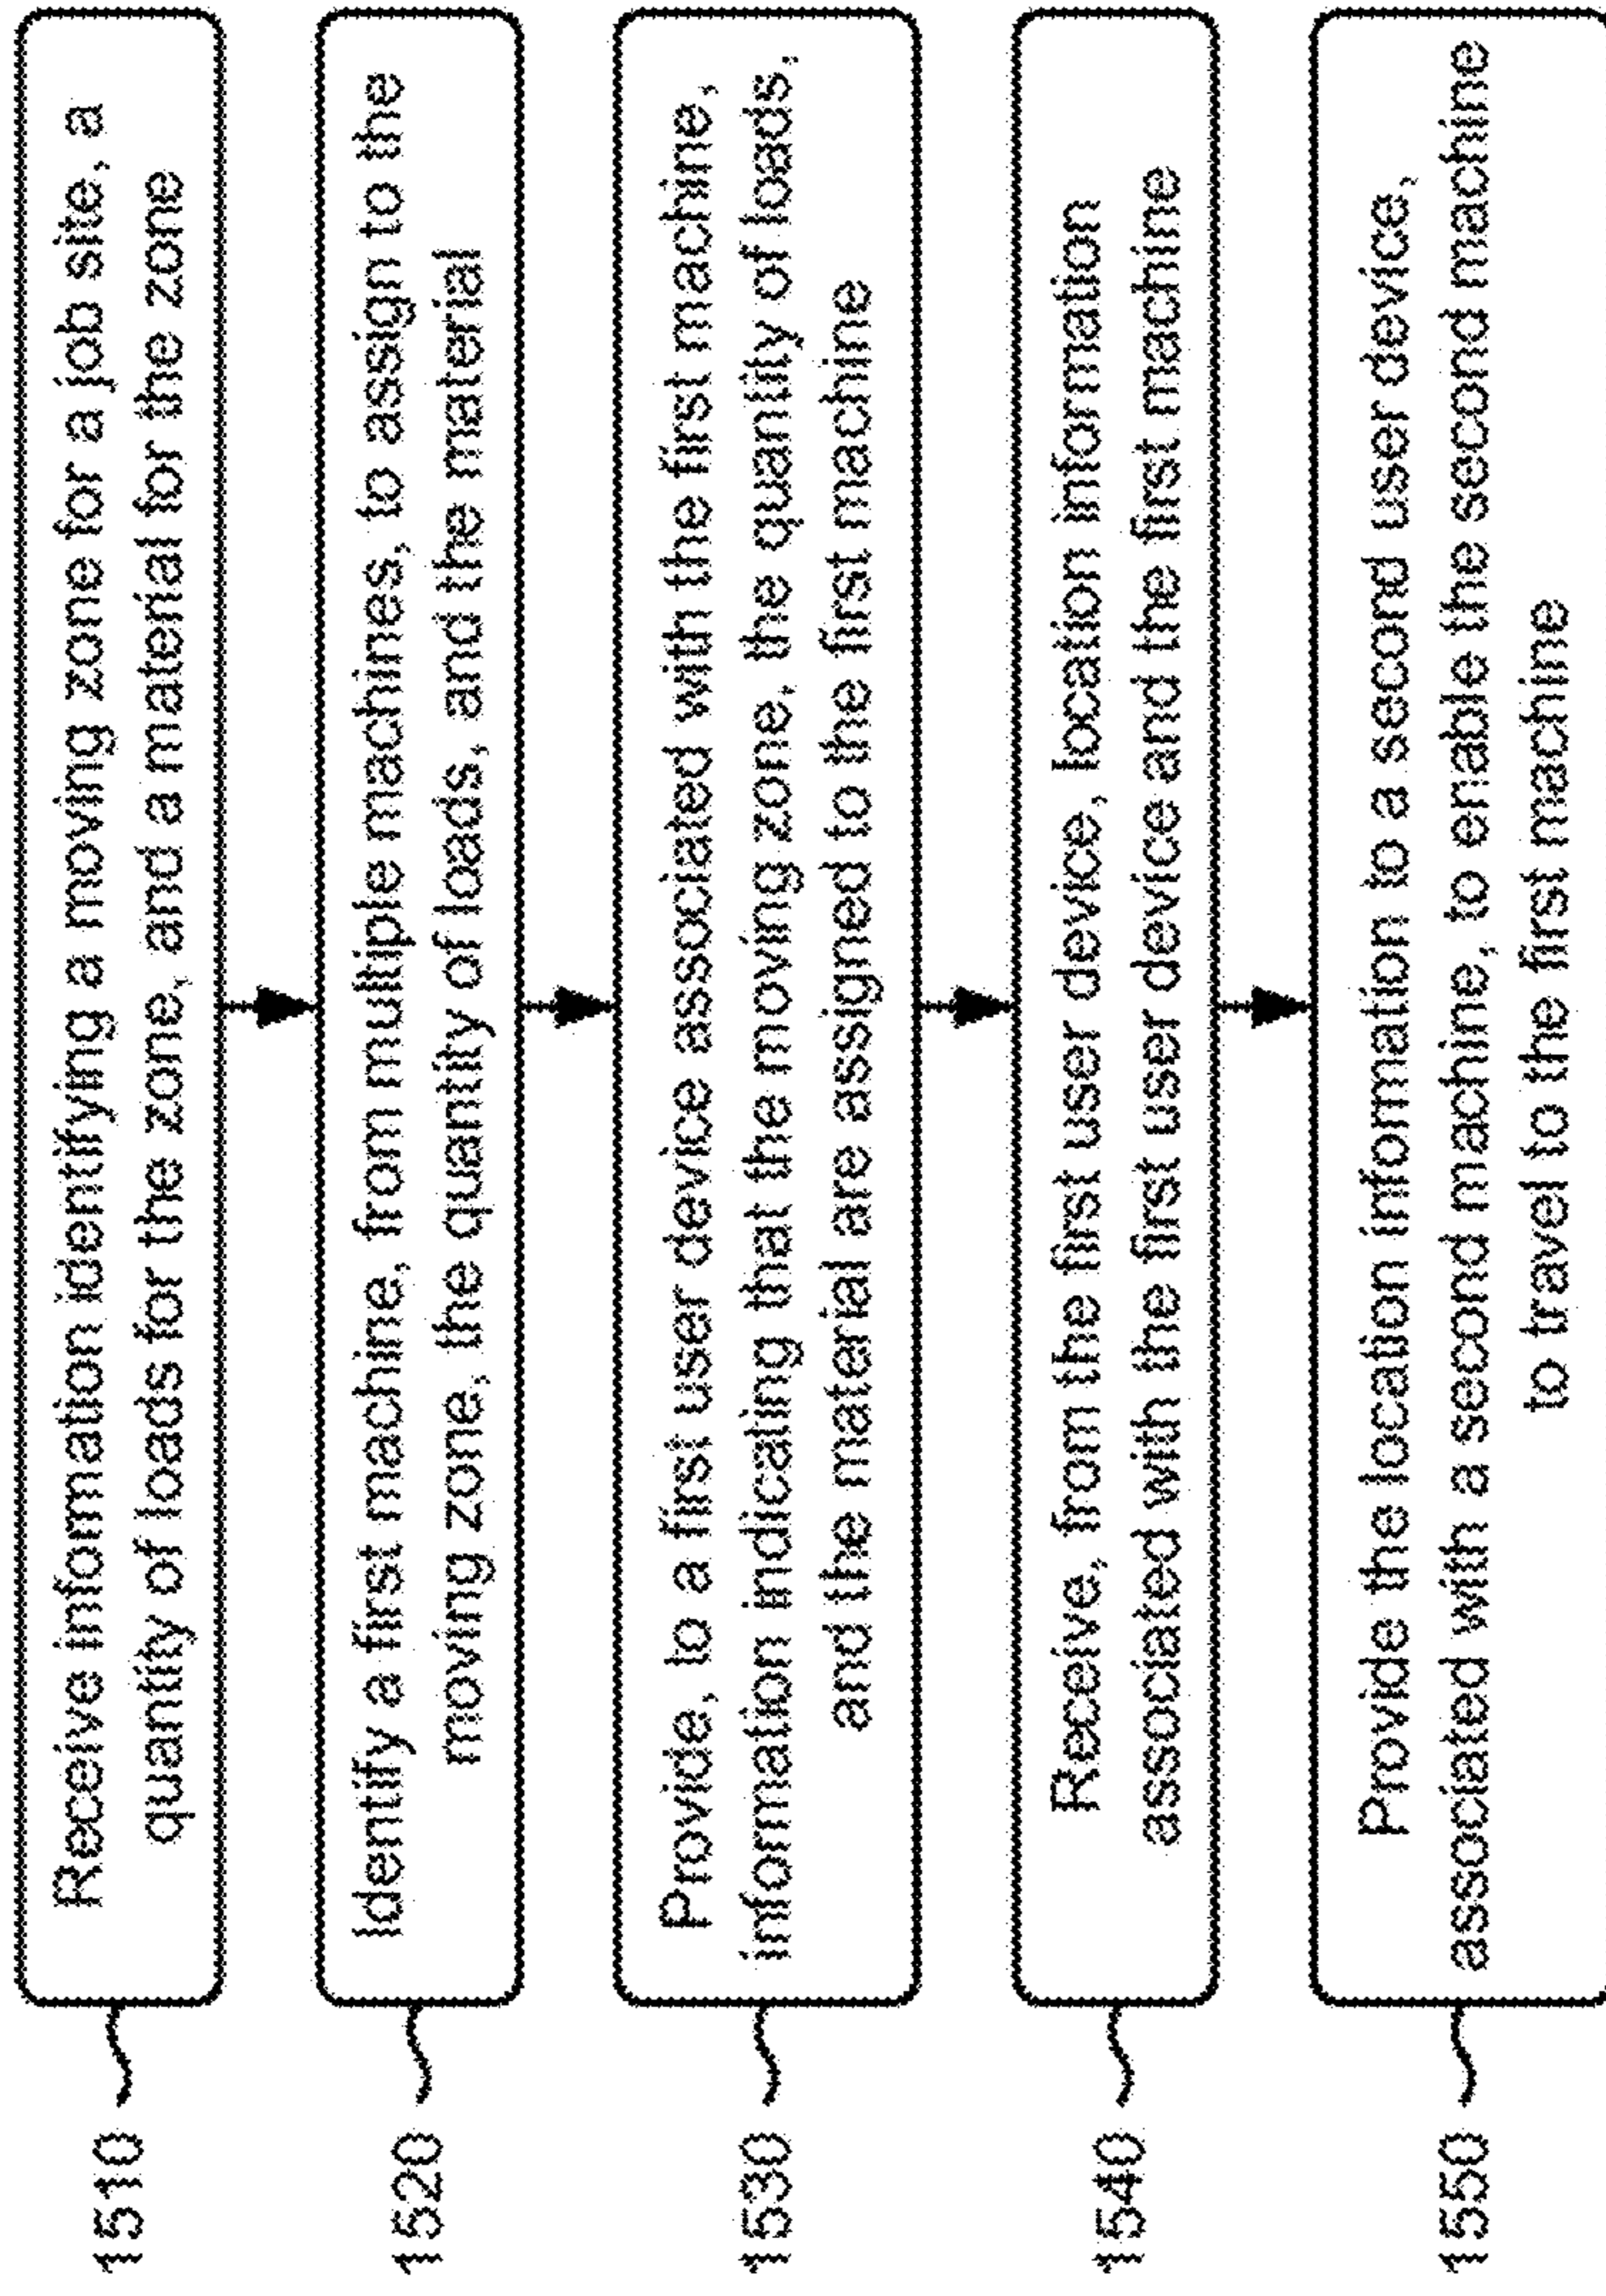 1510
Receive information identifying a moving zone for a job site, a
quantity of loads for the zone, and a material for the zone
1520
Identify a first machine, from multiple machines, to assign to the
moving zone, the quantity of loads, and the material
1530
Provide, to a first user device associated with the first machine,
information indicating that the moving zone, the quantity of loads,
and the material are assigned to the first machine
1540
Receive, from the first user device, location information
associated with the first user device and the first machine
1550
Provide the location information to a second user device,
associated with a second machine, to enable the second machine
to travel to the first machine